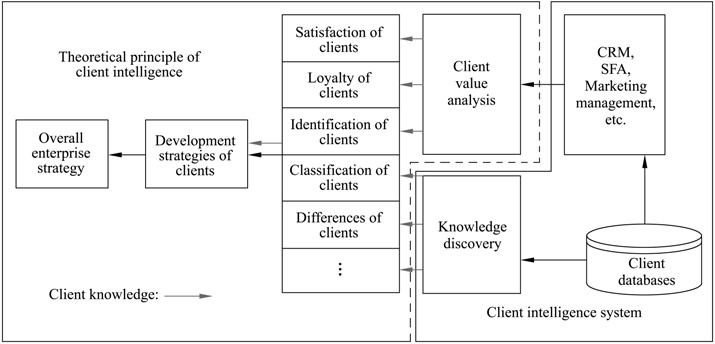 Theoretical principle of
client intelligence
Satisfaction of
clients
Loyalty of
clients
Identification of
clients
Classification of
clients
Differences of
clients
⋮
Client
value
analysis
CRM,
SFA,
Marketing
management,
etc.
Overall
enterprise
strategy
Development
strategies of
clients
Knowledge
discovery
Client
databases
Client knowledge:
Client intelligence system